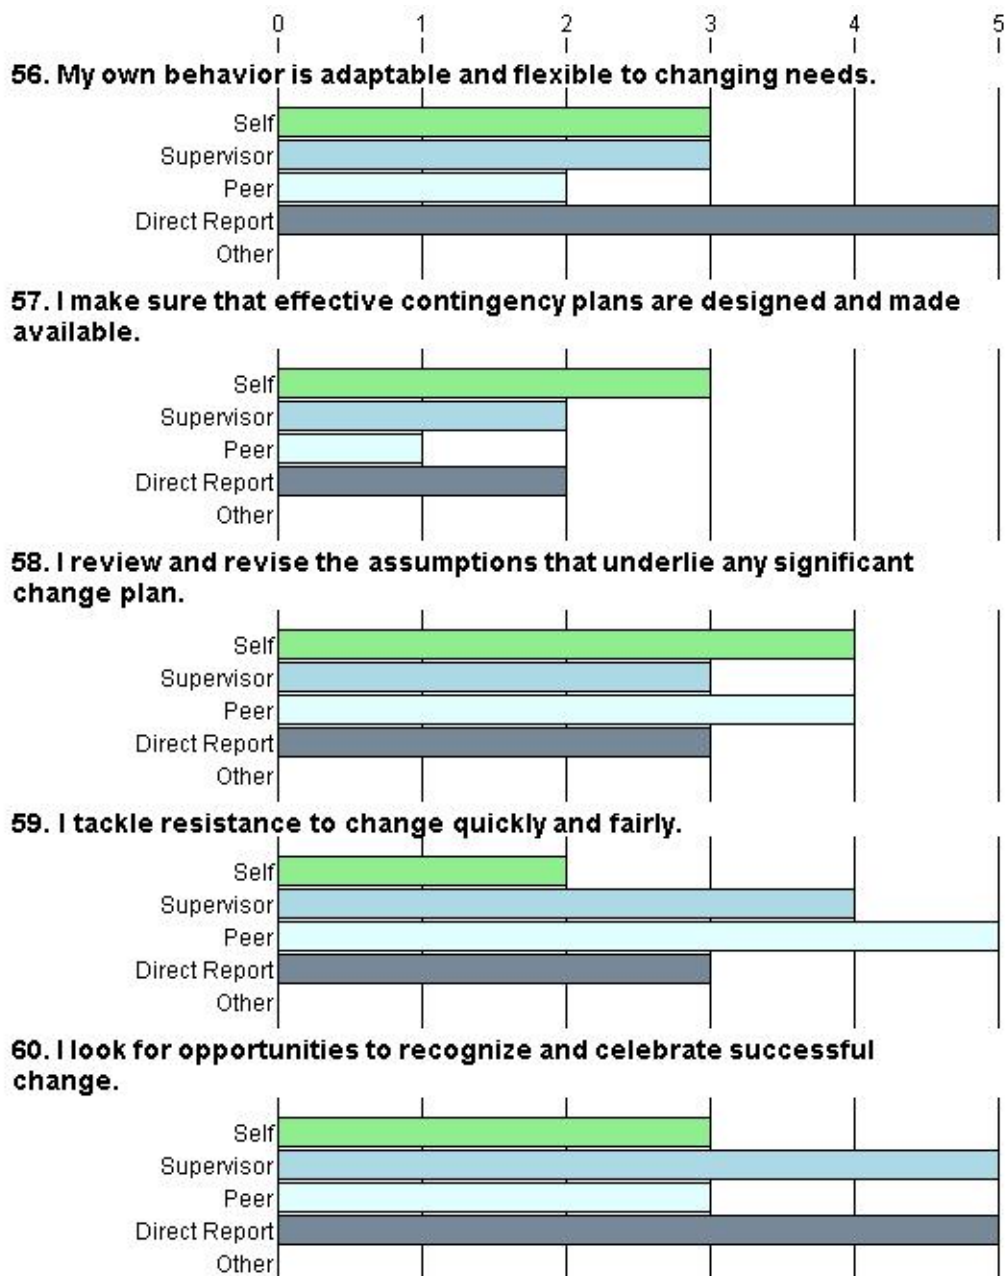 0 1 2 3 4 5
56. My own behavior is adaptable and flexible to changing needs.
Self
Supervisor
Peer
Direct Report
Other
57. I make sure that effective contingency plans are designed and made
available.
Self
Supervisor
Peer
Direct Report
Other
58. I review and revise the assumptions that underlie any significant
change plan.
Self
Supervisor
Peer
Direct Report
Other
59. I tackle resistance to change quickly and fairly.
Self
Supervisor
Peer
Direct Report
Other
60. I look for opportunities to recognize and celebrate successful
change.
Self
Supervisor
Peer
Direct Report
Other